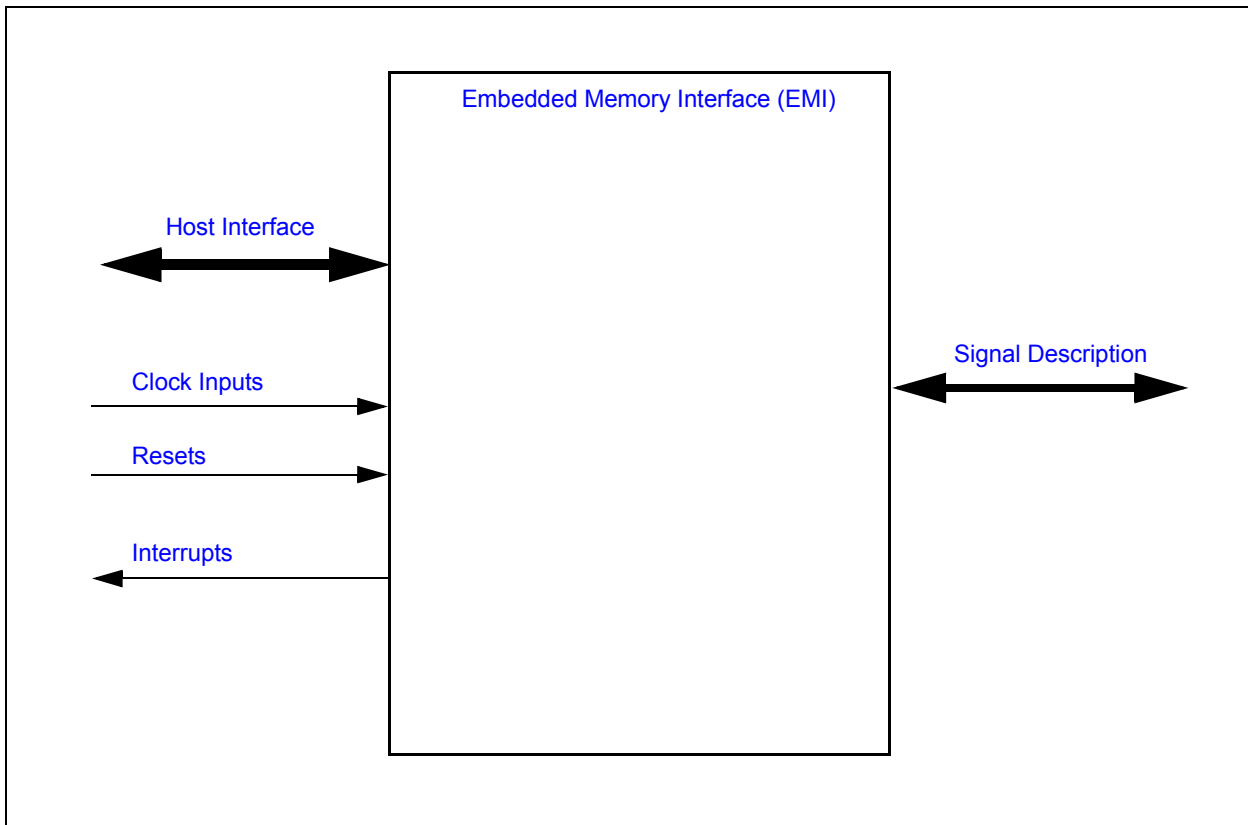 Embedded Memory Interface (EMI)
Host Interface
Signal Description
Clock Inputs
Resets
Interrupts